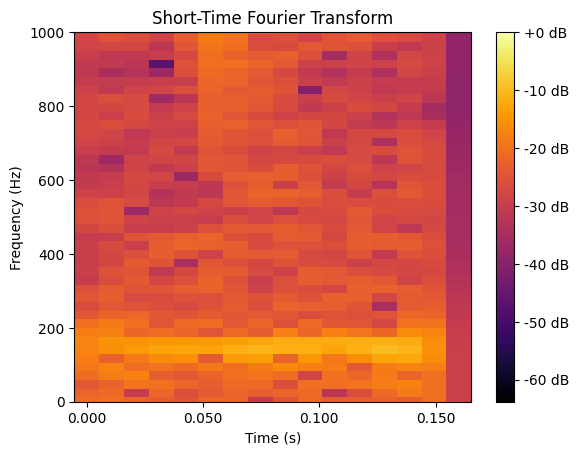 Short-Time Fourier Transform
1000
800
600
400
200
0
Frequency (Hz)
0.000
0.050
0.100
0.150
Time (s)
+0 dB
-10 dB
-20 dB
-30 dB
-40 dB
-50 dB
-60 dB